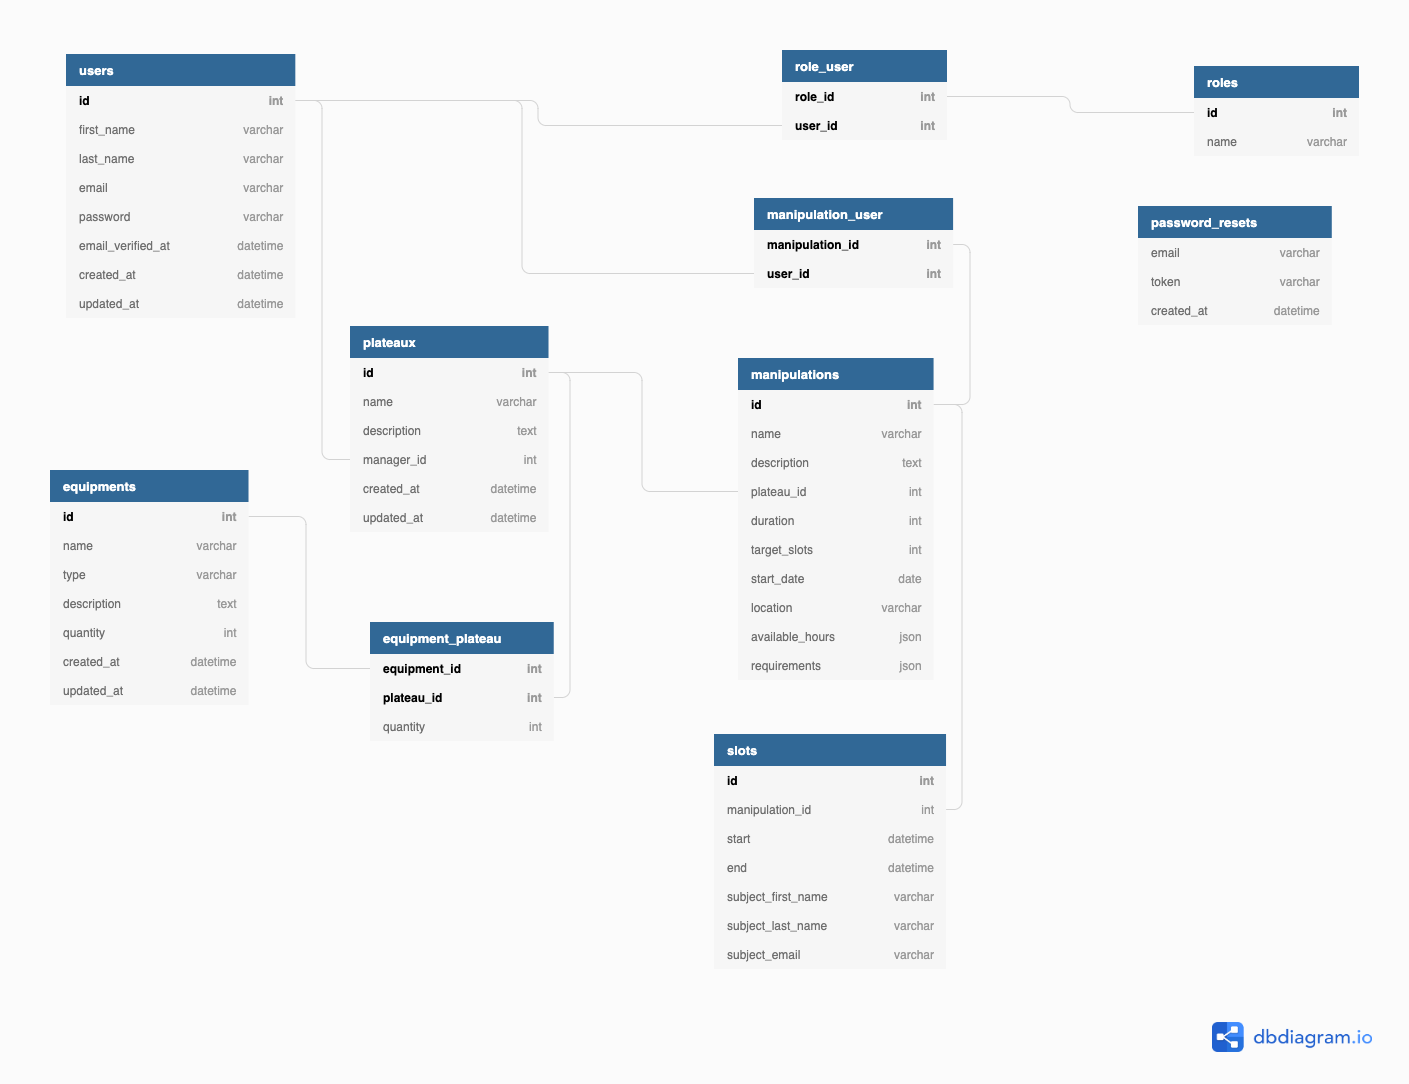 users
id int
first_name varchar
last_name varchar
email varchar
password varchar
email_verified_at datetime
created_at datetime
updated_at datetime
role_user
role_id int
user_id int
roles
id int
name varchar
manipulation_user
manipulation_id int
user_id int
password_resets
email varchar
token varchar
created_at datetime
plateaux
id int
name varchar
description text
manager_id int
created_at datetime
updated_at datetime
manipulations
id int
name varchar
description text
plateau_id int
duration int
target_slots int
start_date date
location varchar
available_hours json
requirements json
equipments
id int
name varchar
type varchar
description text
quantity int
created_at datetime
updated_at datetime
equipment_plateau
equipment_id int
plateau_id int
quantity int
slots
id int
manipulation_id int
start datetime
end datetime
subject_first_name varchar
subject_last_name varchar
subject_email varchar
dbdiagram.io